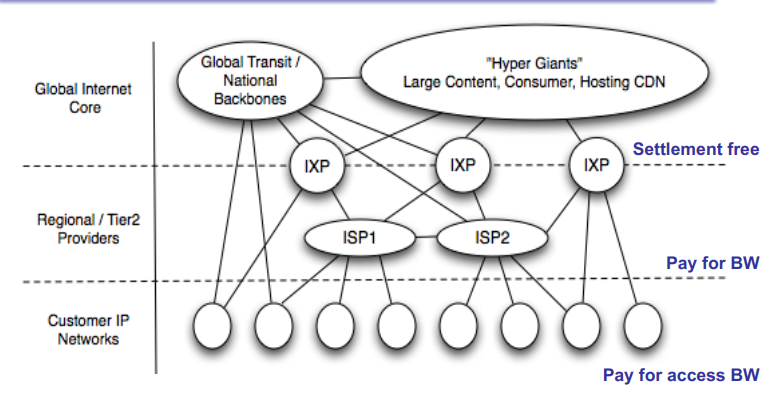 Global Internet
Core
Global Transit /
National
Backbones
"Hyper Giants"
Large Content, Consumer, Hosting CDN
IXP
IXP
IXP
Settlement free
Regional / Tier2
Providers
ISP1
ISP2
Pay for BW
Customer IP
Networks
Pay for access BW